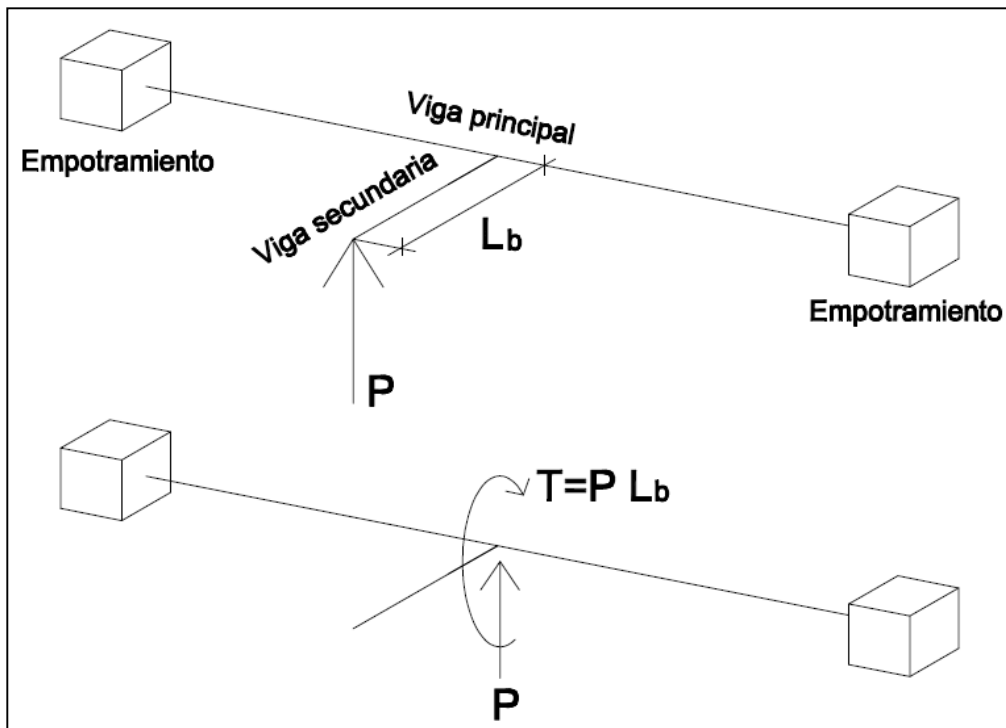 Viga principal
Empotramiento
Viga secundaria
Lb
Empotramiento
P
T=P Lb
P